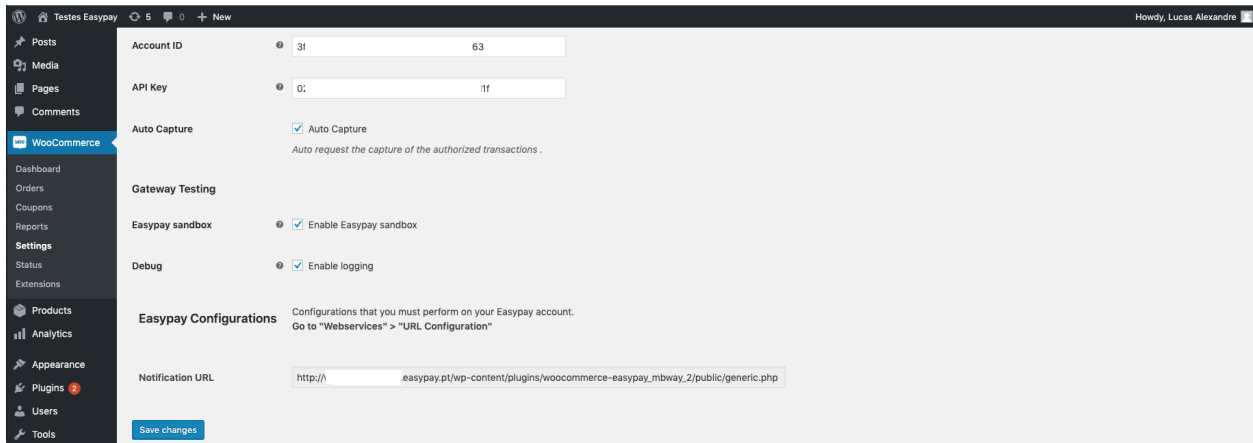 Testes Easypay 5 0 + New Howdy, Lucas Alexandre
Posts
Media
Pages
Comments
WooCommerce
Dashboard
Orders
Coupons
Reports
Settings
Status
Extensions
Products
Analytics
Appearance
Plugins 2
Users
Tools
Account ID 3f 63
API Key 02 1f
Auto Capture Auto Capture
Auto request the capture of the authorized transactions .
Gateway Testing
Easypay sandbox Enable Easypay sandbox
Debug Enable logging
Easypay Configurations Configurations that you must perform on your Easypay account.
Go to "Webservices" > "URL Configuration"
Notification URL http:// .easypay.pt/wp-content/plugins/woocommerce-easypay_mbway_2/public/generic.php
Save changes